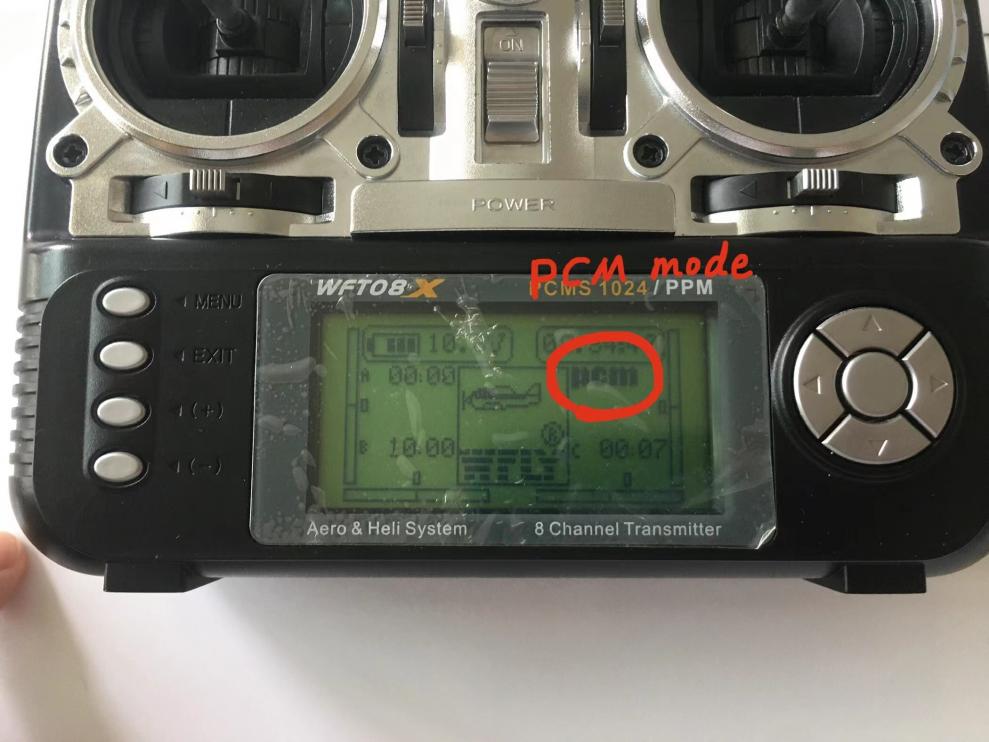 ON
POWER
PCM mode
WFT08 X PCMS 1024 / PPM
MENU
EXIT
(+)
(-)
A 00:00 pcm
B 10.00 C 00:07
Aero & Heli System 8 Channel Transmitter